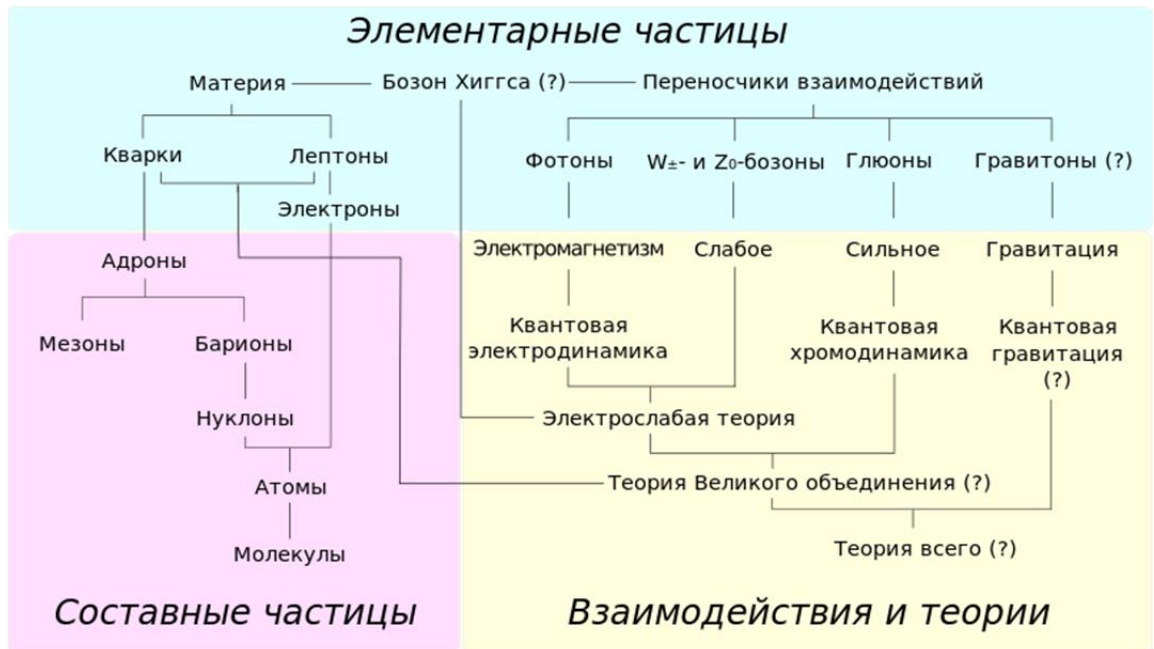 Элементарные частицы
Материя
Бозон Хиггса (?)
Переносчики взаимодействий
Кварки
Лептоны
Фотоны
W±- и Z0-бозоны
Глюоны
Гравитоны (?)
Электроны
Адроны
Электромагнетизм
Слабое
Сильное
Гравитация
Мезоны
Барионы
Квантовая
электродинамика
Квантовая
хромодинамика
Квантовая
гравитация
(?)
Нуклоны
Электрослабая теория
Атомы
Теория Великого объединения (?)
Молекулы
Теория всего (?)
Составные частицы
Взаимодействия и теории